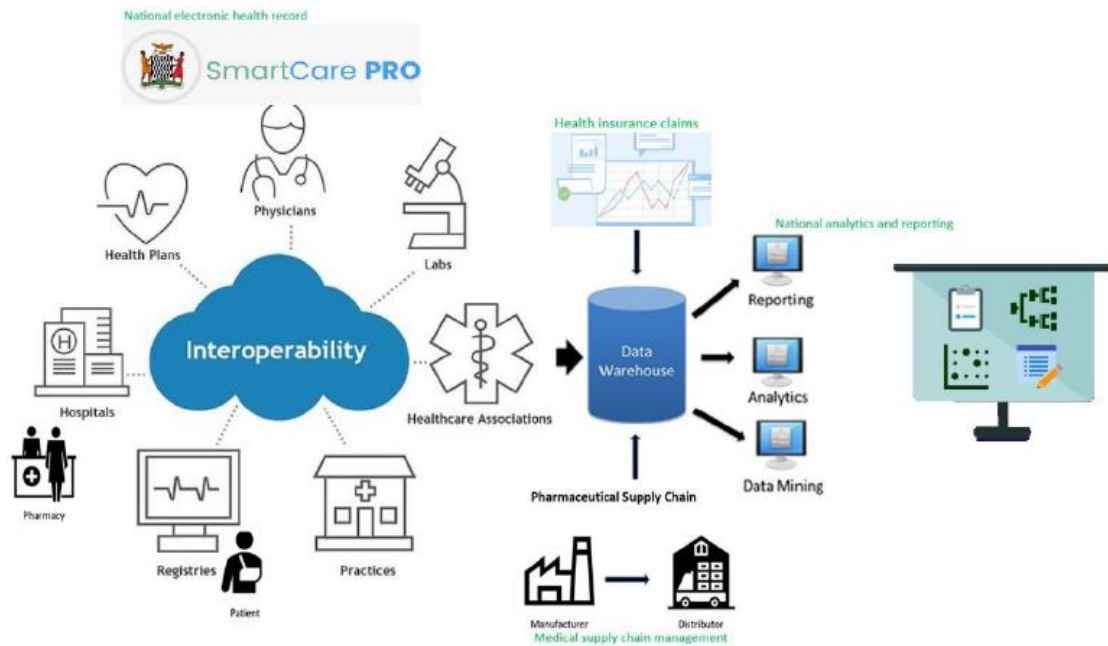 National electronic health record
SmartCare PRO
Physicians
Health Plans
Labs
Interoperability
Hospitals
Healthcare Associations
Pharmacy
Registries
Practices
Patient
Health insurance claims
Data
Warehouse
Pharmaceutical Supply Chain
Manufacturer
Distributor
Medical supply chain management
National analytics and reporting
Reporting
Analytics
Data Mining
H